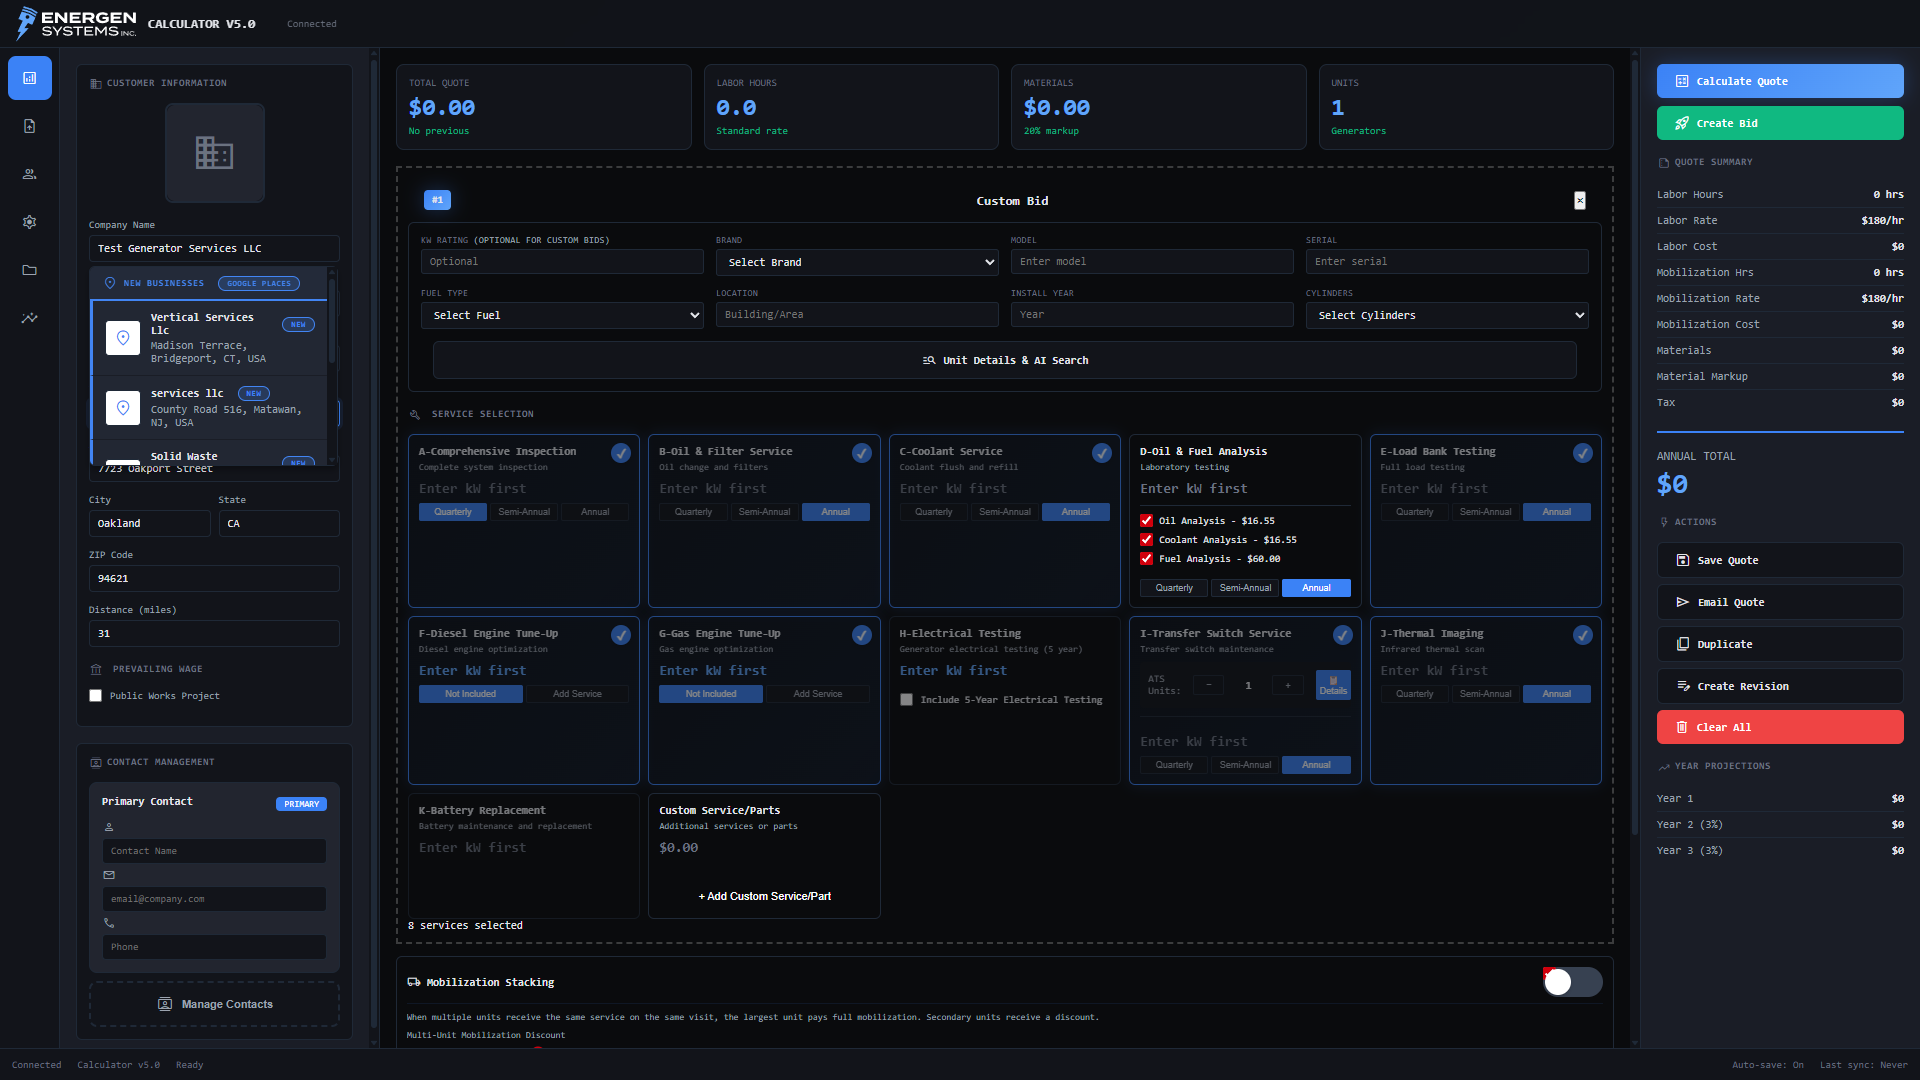 ENERGEN
SYSTEMS INC.
CALCULATOR V5.0
Connected
CUSTOMER INFORMATION
Company Name
Test Generator Services LLC
NEW BUSINESSES
GOOGLE PLACES
Vertical Services
Llc
NEW
Madison Terrace,
Bridgeport, CT, USA
services llc
NEW
County Road 516, Matawan,
NJ, USA
Solid Waste
NEW
7723 Oakport Street
City
State
Oakland
CA
ZIP Code
94621
Distance (miles)
31
PREVAILING WAGE
Public Works Project
CONTACT MANAGEMENT
Primary Contact
PRIMARY
Contact Name
email@company.com
Phone
Manage Contacts
TOTAL QUOTE
$0.00
No previous
LABOR HOURS
0.0
Standard rate
MATERIALS
$0.00
20% markup
UNITS
1
Generators
#1
Custom Bid
×
KW RATING (OPTIONAL FOR CUSTOM BIDS)
Optional
BRAND
Select Brand
MODEL
Enter model
SERIAL
Enter serial
FUEL TYPE
Select Fuel
LOCATION
Building/Area
INSTALL YEAR
Year
CYLINDERS
Select Cylinders
Unit Details & AI Search
SERVICE SELECTION
A-Comprehensive Inspection
Complete system inspection
Enter kW first
Quarterly Semi-Annual Annual
B-Oil & Filter Service
Oil change and filters
Enter kW first
Quarterly Semi-Annual Annual
C-Coolant Service
Coolant flush and refill
Enter kW first
Quarterly Semi-Annual Annual
D-Oil & Fuel Analysis
Laboratory testing
Enter kW first
Oil Analysis - $16.55
Coolant Analysis - $16.55
Fuel Analysis - $60.00
Quarterly Semi-Annual Annual
E-Load Bank Testing
Full load testing
Enter kW first
Quarterly Semi-Annual Annual
F-Diesel Engine Tune-Up
Diesel engine optimization
Enter kW first
Not Included Add Service
G-Gas Engine Tune-Up
Gas engine optimization
Enter kW first
Not Included Add Service
H-Electrical Testing
Generator electrical testing (5 year)
Enter kW first
Include 5-Year Electrical Testing
I-Transfer Switch Service
Transfer switch maintenance
ATS
Units:
−
1
+
Details
Enter kW first
Quarterly Semi-Annual Annual
J-Thermal Imaging
Infrared thermal scan
Enter kW first
Quarterly Semi-Annual Annual
K-Battery Replacement
Battery maintenance and replacement
Enter kW first
Custom Service/Parts
Additional services or parts
$0.00
+ Add Custom Service/Part
8 services selected
Mobilization Stacking
When multiple units receive the same service on the same visit, the largest unit pays full mobilization. Secondary units receive a discount.
Multi-Unit Mobilization Discount
Calculate Quote
Create Bid
QUOTE SUMMARY
Labor Hours 0 hrs
Labor Rate $180/hr
Labor Cost $0
Mobilization Hrs 0 hrs
Mobilization Rate $180/hr
Mobilization Cost $0
Materials $0
Material Markup $0
Tax $0
ANNUAL TOTAL
$0
ACTIONS
Save Quote
Email Quote
Duplicate
Create Revision
Clear All
YEAR PROJECTIONS
Year 1 $0
Year 2 (3%) $0
Year 3 (3%) $0
Connected Calculator v5.0 Ready
Auto-save: On Last sync: Never